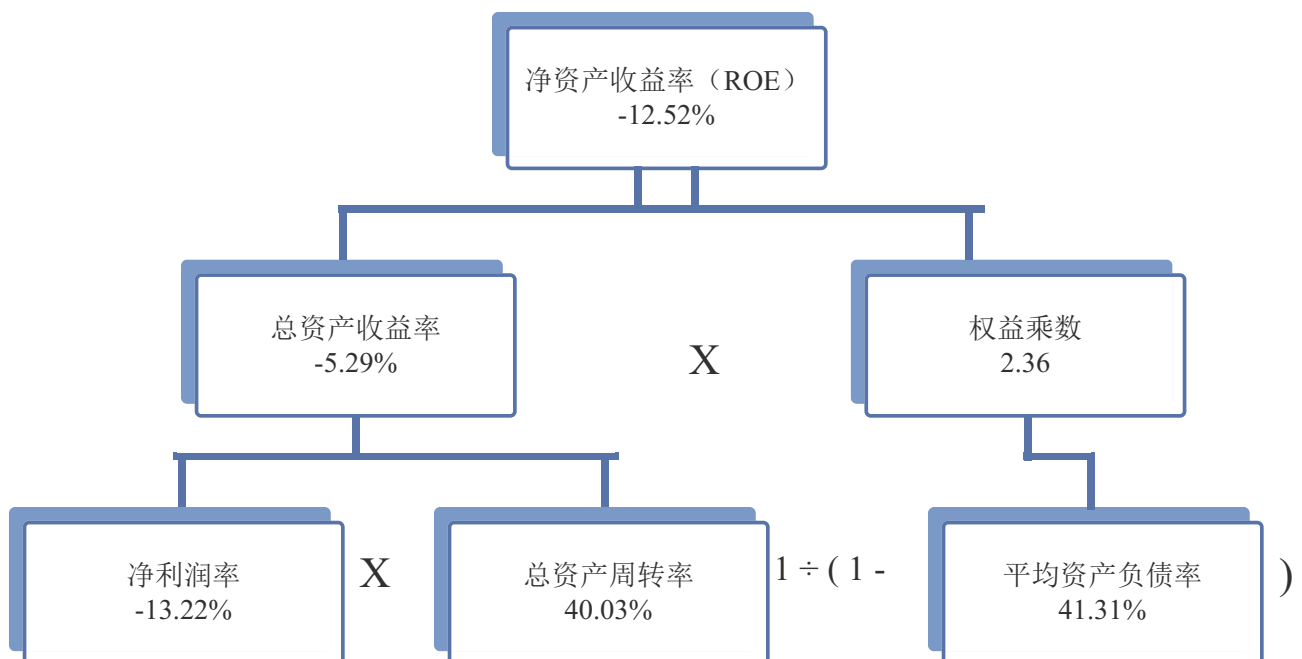 净资产收益率（ROE）
-12.52%
总资产收益率
-5.29%
X
权益乘数
2.36
净利润率
-13.22%
X
总资产周转率
40.03%
1 ÷ ( 1 -
平均资产负债率
41.31%
)